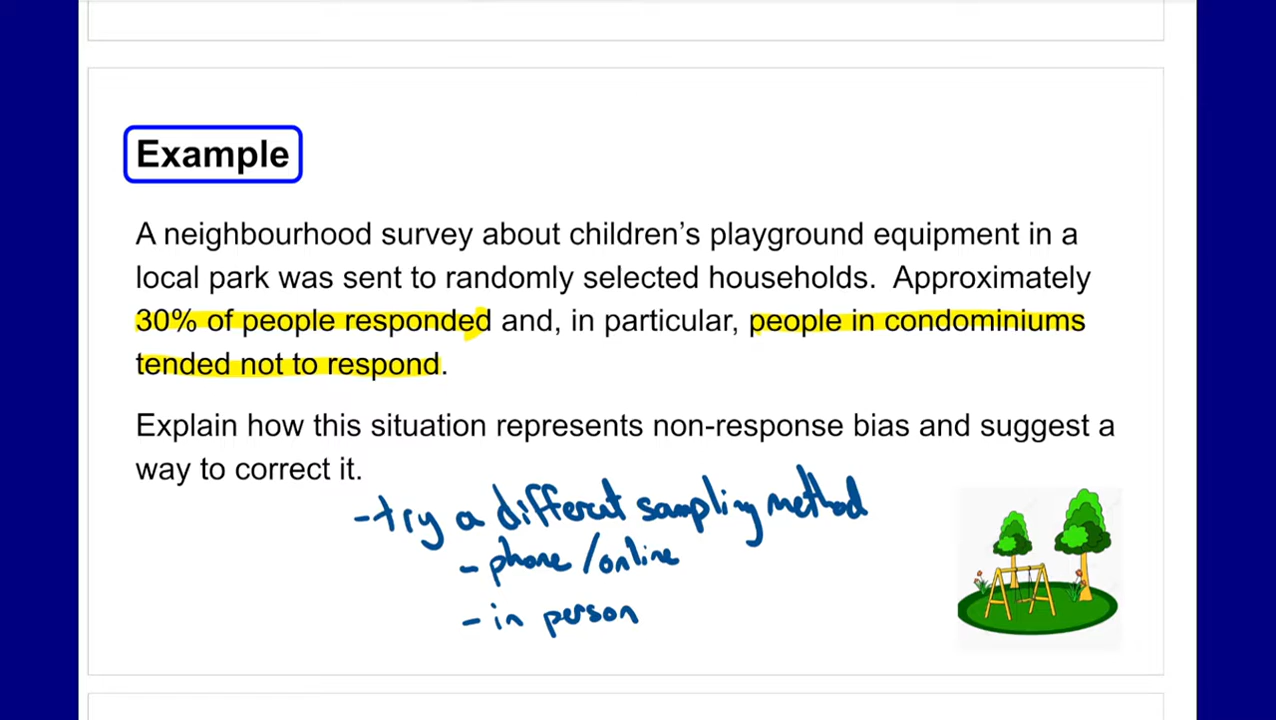 Example
A neighbourhood survey about children's playground equipment in a
local park was sent to randomly selected households. Approximately
30% of people responded and, in particular, people in condominiums
tended not to respond.
Explain how this situation represents non-response bias and suggest a
way to correct it.
- try a different sampling method
- phone / online
- in person